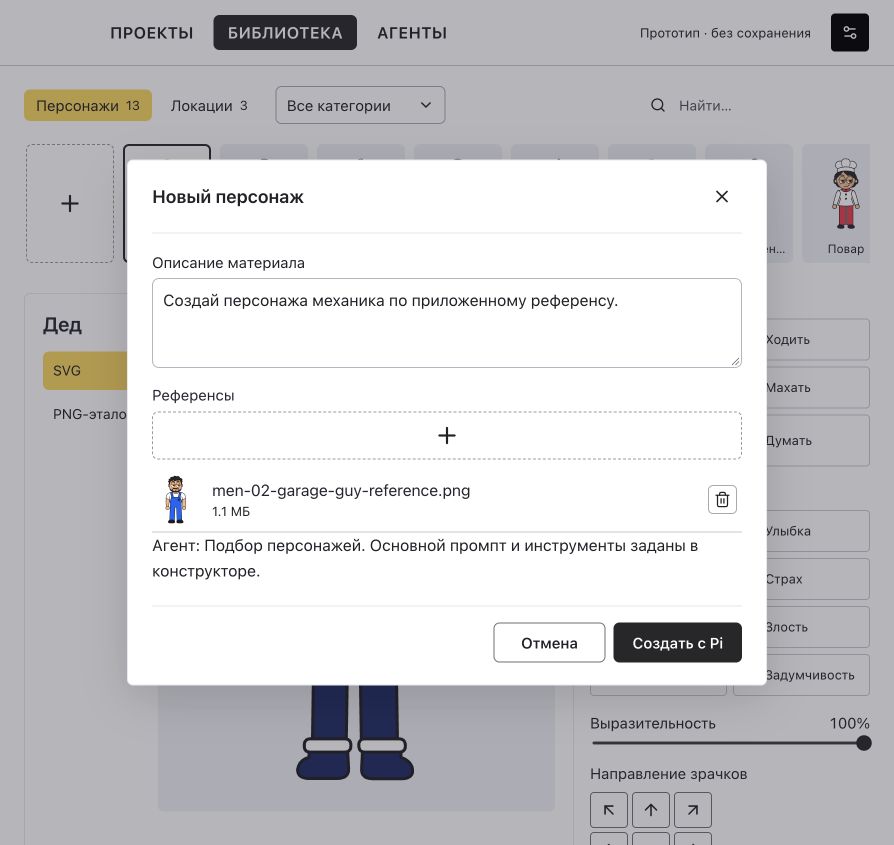 ПРОЕКТЫ БИБЛИОТЕКА АГЕНТЫ Прототип · без сохранения
Персонажи 13 Локации 3 Все категории Найти...
Повар
Новый персонаж
Описание материала
Создай персонажа механика по приложенному референсу.
Референсы
men-02-garage-guy-reference.png
1.1 МБ
Агент: Подбор персонажей. Основной промпт и инструменты заданы в
конструкторе.
Отмена Создать с Pi
Дед
SVG
PNG-этало
Ходить
Махать
Думать
Улыбка
Страх
Злость
Задумчивость
Выразительность 100%
Направление зрачков